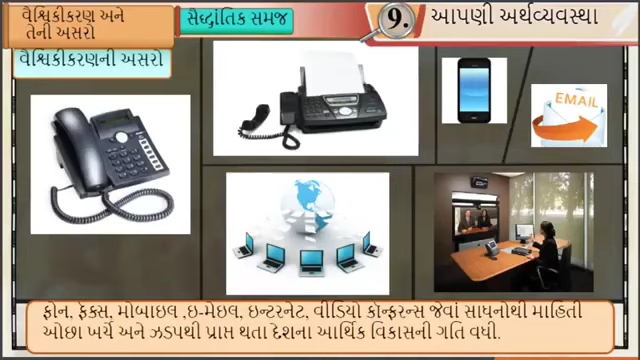 વૈશ્વિકીકરણ અને
તેની અસરો
સૈધ્ધાંતિક સમજ
9.
આપણી અર્થવ્યવસ્થા
વૈશ્વિકીકરણની અસરો
EMAIL
ફોન, ફૅક્સ, મોબાઇલ ,ઇ-મેઇલ, ઇન્ટરનેટ, વીડિયો કૉન્ફરન્સ જેવાં સાધનોથી માહિતી
ઓછા ખર્ચે અને ઝડપથી પ્રાપ્ત થતા દેશના આર્થિક વિકાસની ગતિ વધી.